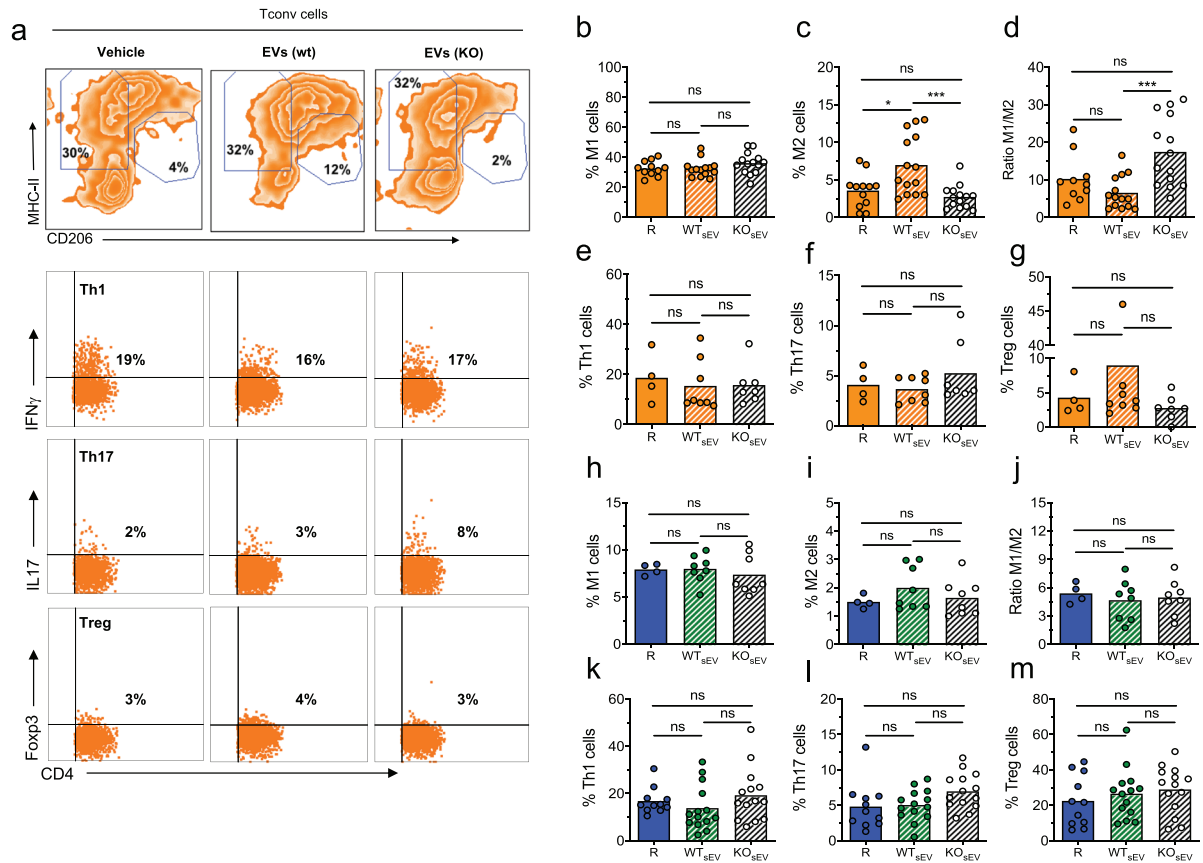 a
Tconv cells
Vehicle
EVs (wt)
EVs (KO)
MHC-II
30%
4%
32%
12%
32%
2%
CD206
Th1
IFNγ
19%
16%
17%
Th17
IL17
2%
3%
8%
Treg
Foxp3
3%
4%
3%
CD4
b
% M1 cells
100
80
60
40
20
0
ns
ns
ns
R
WTsEV
KOsEV
c
% M2 cells
20
15
10
5
0
ns
*
***
R
WTsEV
KOsEV
d
Ratio M1/M2
40
30
20
10
0
ns
ns
***
R
WTsEV
KOsEV
e
% Th1 cells
60
40
20
0
ns
ns
ns
R
WTsEV
KOsEV
f
% Th17 cells
15
10
5
0
ns
ns
ns
R
WTsEV
KOsEV
g
% Treg cells
50
45
40
35
10
5
0
ns
ns
ns
R
WTsEV
KOsEV
h
% M1 cells
15
10
5
0
ns
ns
ns
R
WTsEV
KOsEV
i
% M2 cells
5
4
3
2
1
0
ns
ns
ns
R
WTsEV
KOsEV
j
Ratio M1/M2
15
12
9
6
3
0
ns
ns
ns
R
WTsEV
KOsEV
k
% Th1 cells
60
40
20
0
ns
ns
ns
R
WTsEV
KOsEV
l
% Th17 cells
20
15
10
5
0
ns
ns
ns
R
WTsEV
KOsEV
m
% Treg cells
80
60
40
20
0
ns
ns
ns
R
WTsEV
KOsEV